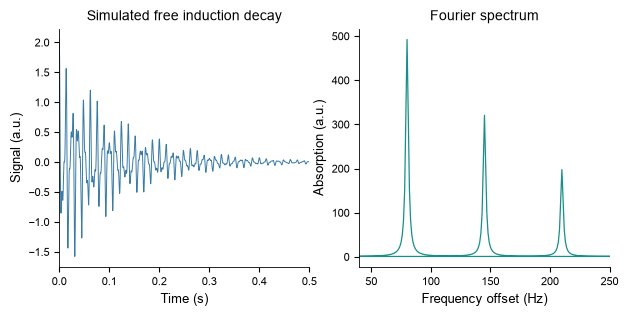 Simulated free induction decay
Signal (a.u.)
2.0
1.5
1.0
0.5
0.0
−0.5
−1.0
−1.5
0.0 0.1 0.2 0.3 0.4 0.5
Time (s)
Fourier spectrum
Absorption (a.u.)
500
400
300
200
100
0
50 100 150 200 250
Frequency offset (Hz)